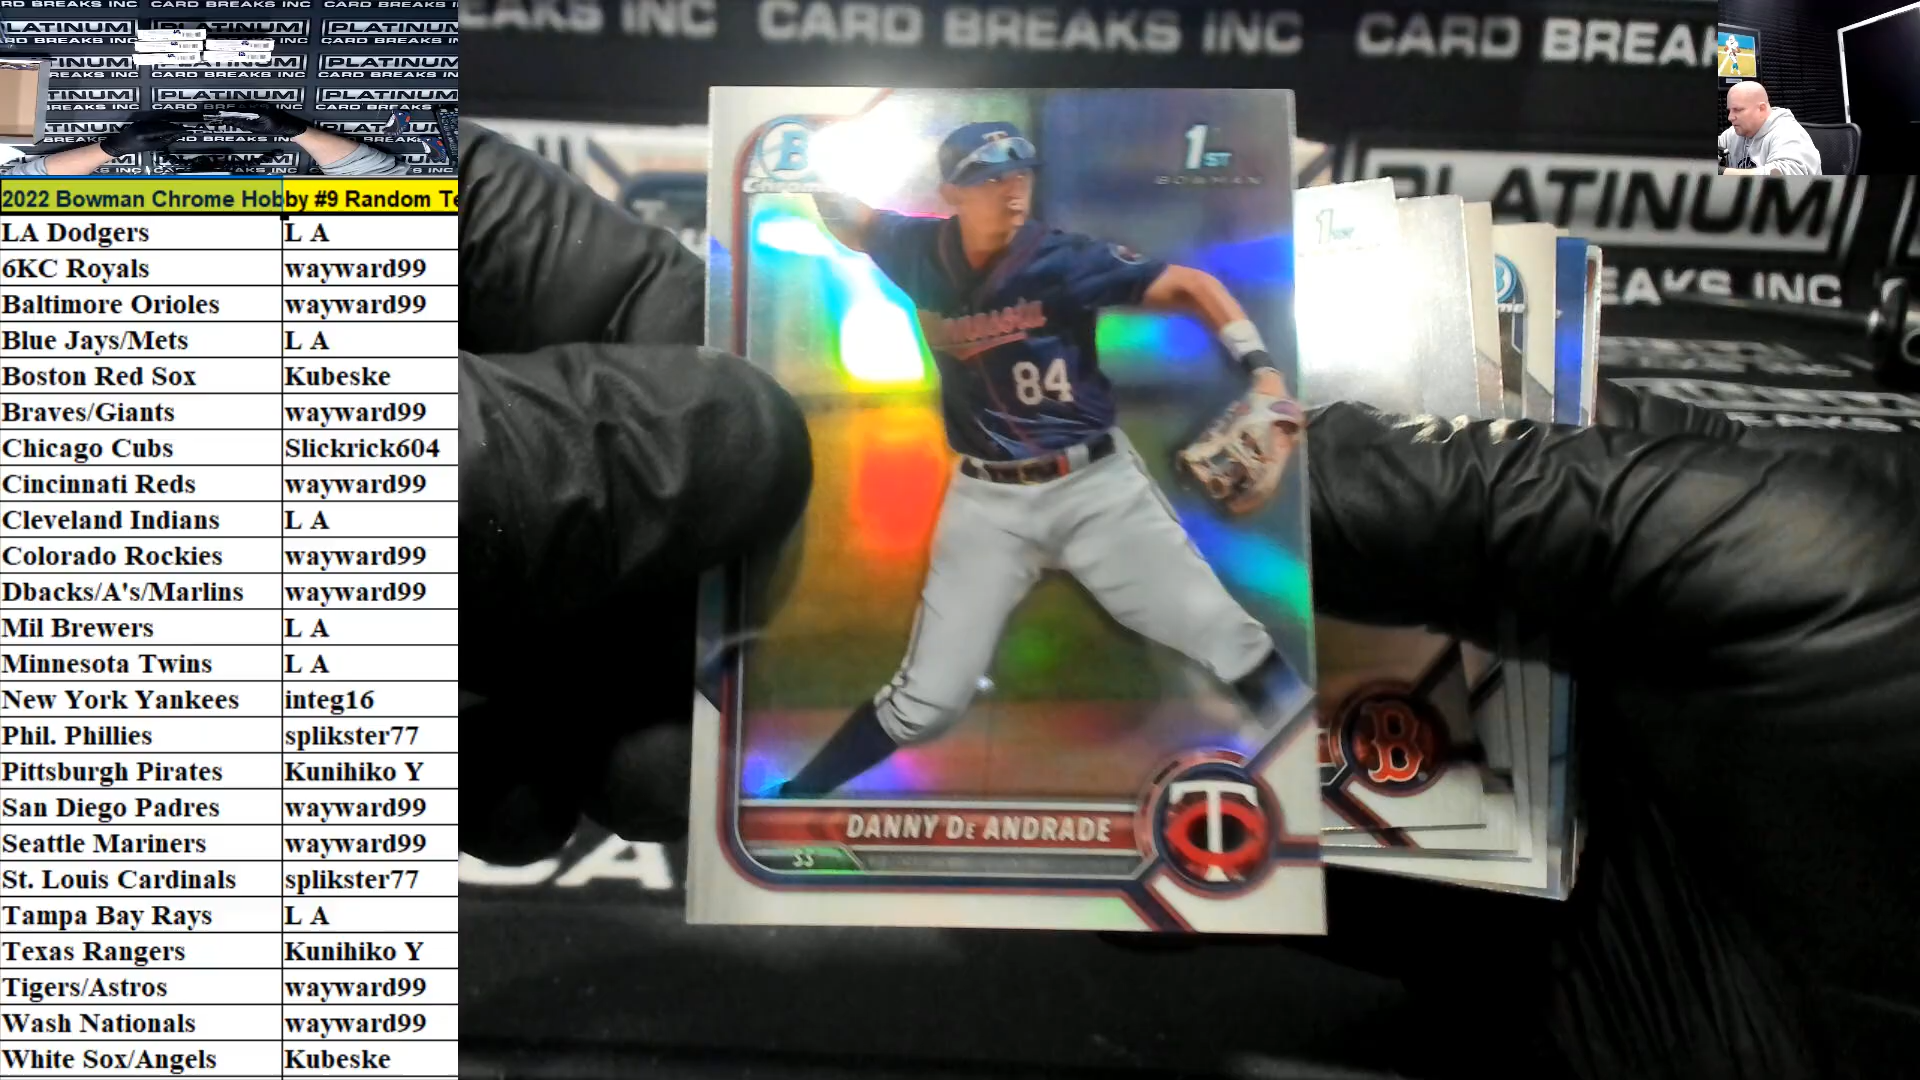 2022 Bowman Chrome Hobby #9 Random Te
LA Dodgers L A
6KC Royals wayward99
Baltimore Orioles wayward99
Blue Jays/Mets L A
Boston Red Sox Kubeske
Braves/Giants wayward99
Chicago Cubs Slickrick604
Cincinnati Reds wayward99
Cleveland Indians L A
Colorado Rockies wayward99
Dbacks/A's/Marlins wayward99
Mil Brewers L A
Minnesota Twins L A
New York Yankees integ16
Phil. Phillies splikster77
Pittsburgh Pirates Kunihiko Y
San Diego Padres wayward99
Seattle Mariners wayward99
St. Louis Cardinals splikster77
Tampa Bay Rays L A
Texas Rangers Kunihiko Y
Tigers/Astros wayward99
Wash Nationals wayward99
White Sox/Angels Kubeske
PLATINUM
CARD BREAKS INC
CARD BREAKS INC
PLATINUM
B
Chrome
1ST
BOWMAN
Minnesota
84
DANNY DE ANDRADE
SS
T
B